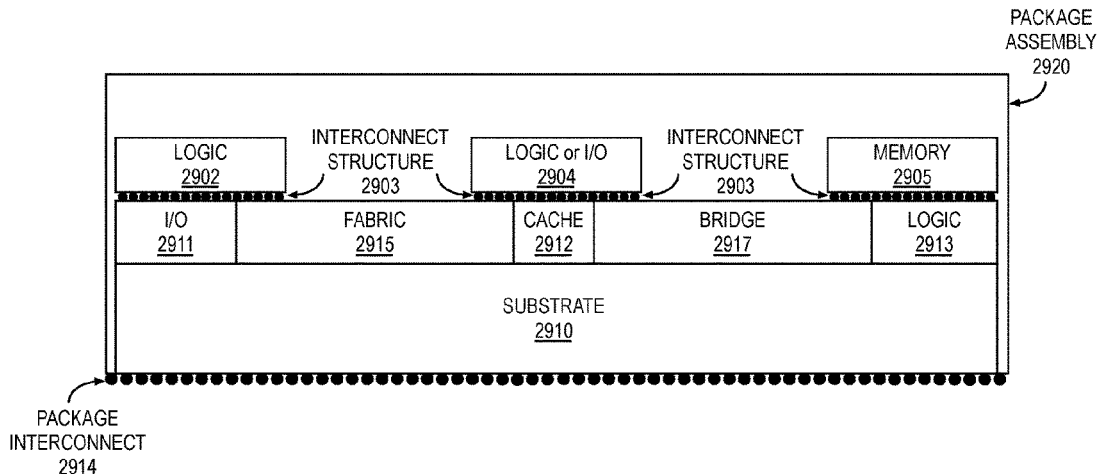 PACKAGE
ASSEMBLY
2920
LOGIC
2902
INTERCONNECT
STRUCTURE
2903
LOGIC or I/O
2904
INTERCONNECT
STRUCTURE
2903
MEMORY
2905
I/O
2911
FABRIC
2915
CACHE
2912
BRIDGE
2917
LOGIC
2913
SUBSTRATE
2910
PACKAGE
INTERCONNECT
2914